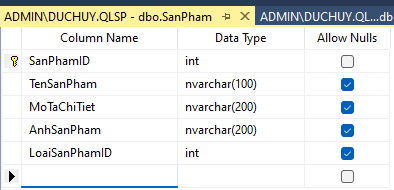 ADMIN\DUCHUY.QLSP - dbo.SanPham ADMIN\DUCHUY.QL...db
Column Name Data Type Allow Nulls
SanPhamID int
TenSanPham nvarchar(100)
MoTaChiTiet nvarchar(200)
AnhSanPham nvarchar(200)
LoaiSanPhamID int